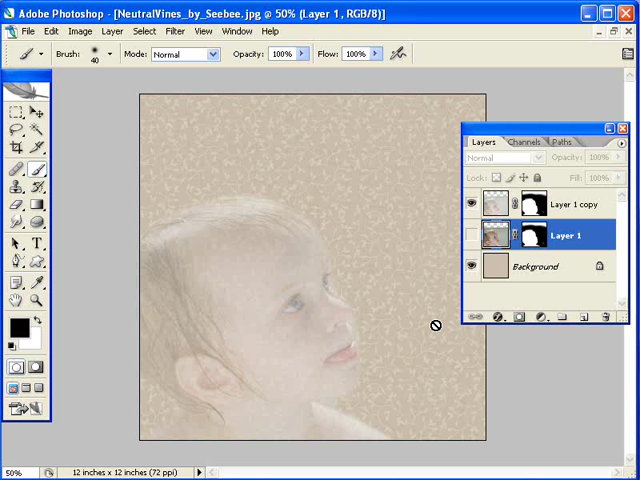 Adobe Photoshop - [NeutralVines_by_Seebee.jpg @ 50% (Layer 1, RGB/8)]
File Edit Image Layer Select Filter View Window Help
Brush: 40 Mode: Normal Opacity: 100% Flow: 100%
Layers Channels Paths
Normal Opacity: 100%
Lock: Fill: 100%
Layer 1 copy
Layer 1
Background
50% 12 inches x 12 inches (72 ppi)